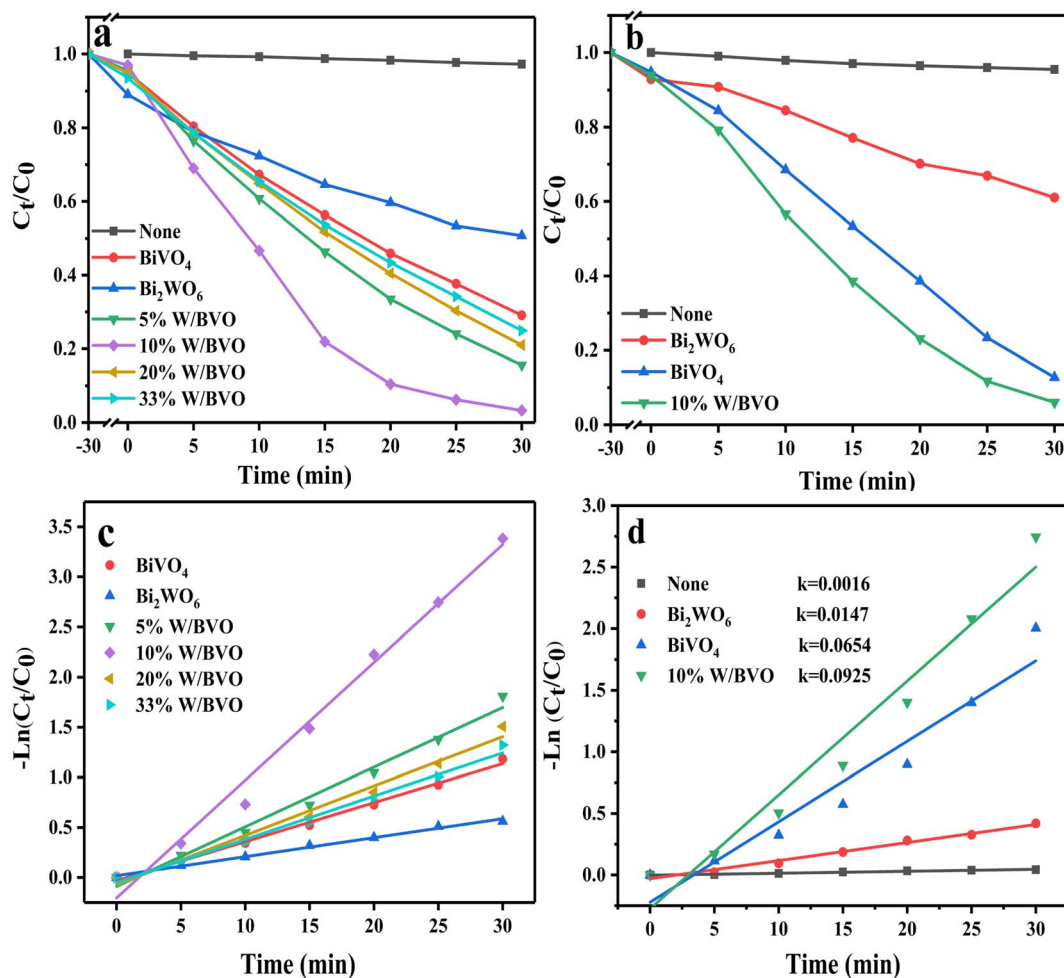 a
1.0
0.8
0.6
0.4
0.2
0.0
Cₜ/C₀
None
BiVO₄
Bi₂WO₆
5% W/BVO
10% W/BVO
20% W/BVO
33% W/BVO
-30 0 5 10 15 20 25 30
Time (min)
b
1.0
0.8
0.6
0.4
0.2
0.0
Cₜ/C₀
None
Bi₂WO₆
BiVO₄
10% W/BVO
-30 0 5 10 15 20 25 30
Time (min)
c
3.5
3.0
2.5
2.0
1.5
1.0
0.5
0.0
-Ln(Cₜ/C₀)
BiVO₄
Bi₂WO₆
5% W/BVO
10% W/BVO
20% W/BVO
33% W/BVO
0 5 10 15 20 25 30
Time (min)
d
3.0
2.5
2.0
1.5
1.0
0.5
0.0
-Ln (Cₜ/C₀)
None k=0.0016
Bi₂WO₆ k=0.0147
BiVO₄ k=0.0654
10% W/BVO k=0.0925
0 5 10 15 20 25 30
Time (min)